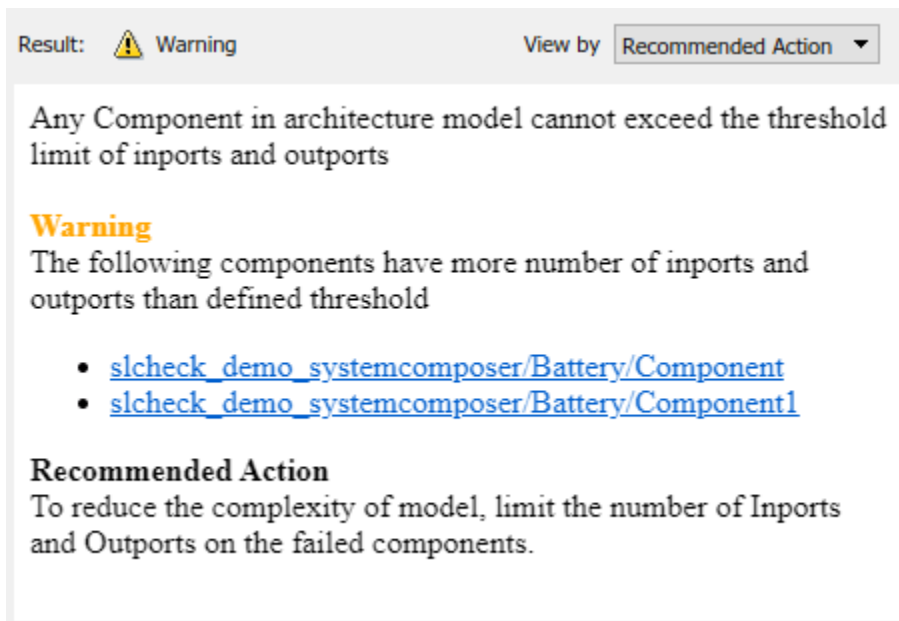 Result: Warning View by Recommended Action
Any Component in architecture model cannot exceed the threshold
limit of inports and outports
Warning
The following components have more number of inports and
outports than defined threshold
• slcheck_demo_systemcomposer/Battery/Component
• slcheck_demo_systemcomposer/Battery/Component1
Recommended Action
To reduce the complexity of model, limit the number of Inports
and Outports on the failed components.